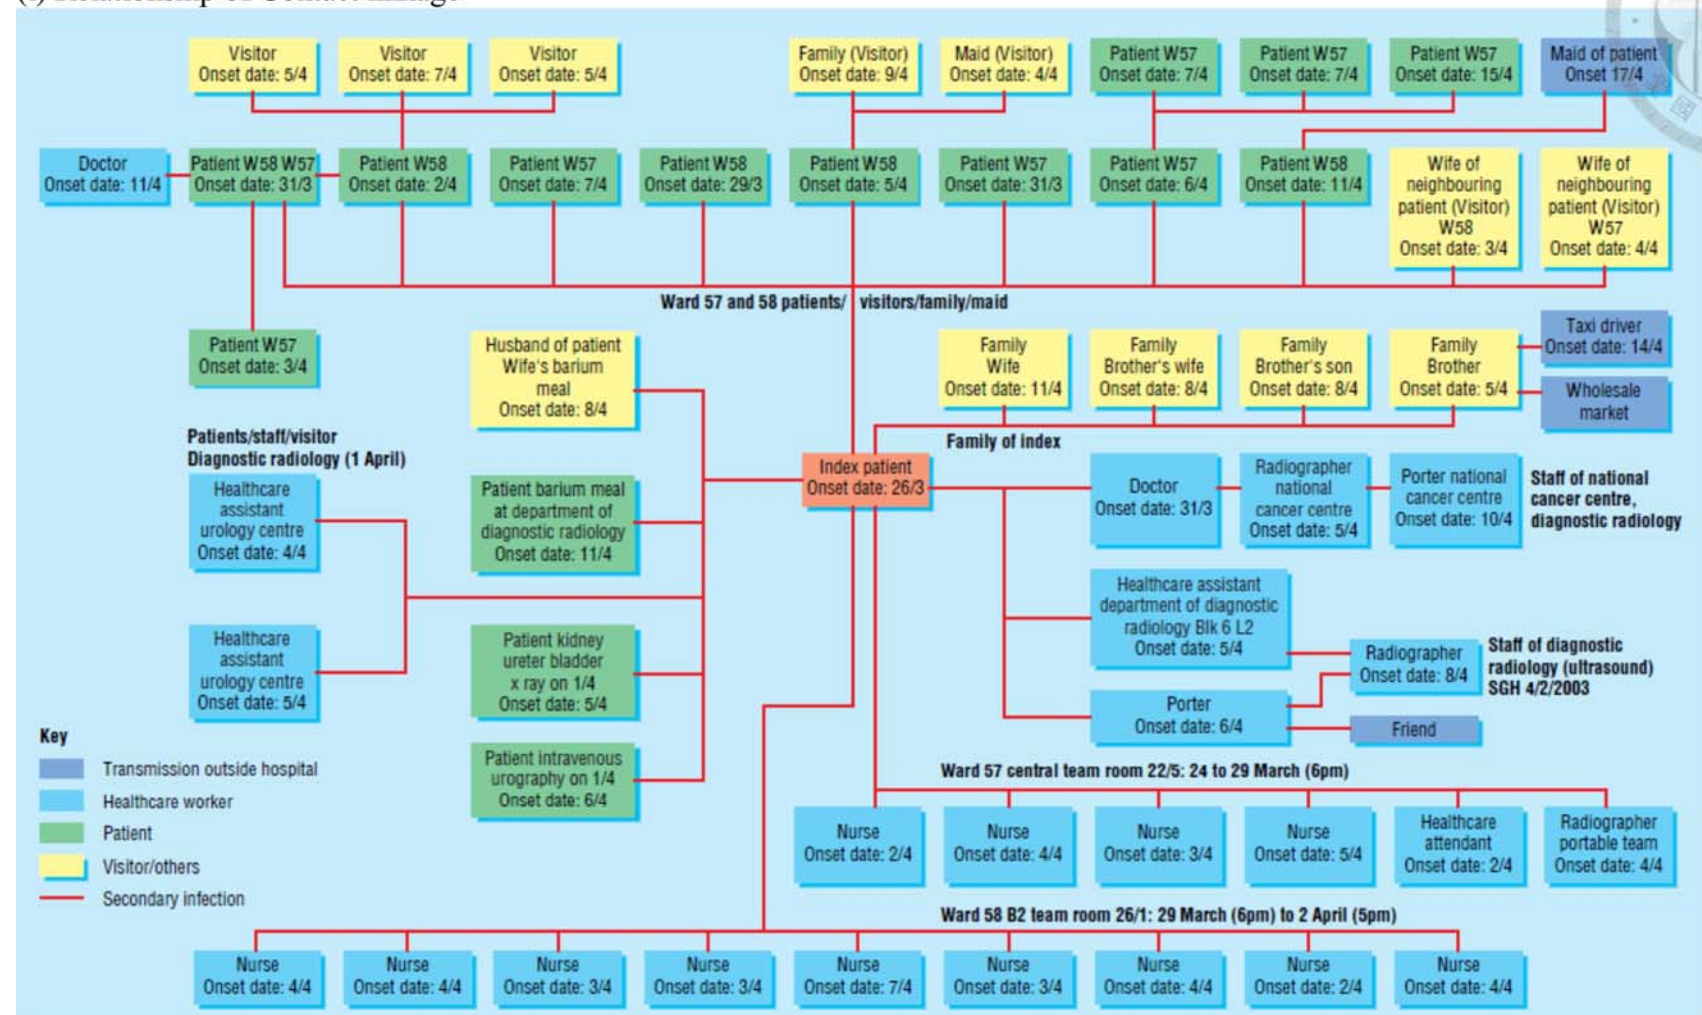 Visitor
Onset date: 5/4
Visitor
Onset date: 7/4
Visitor
Onset date: 5/4
Family (Visitor)
Onset date: 9/4
Maid (Visitor)
Onset date: 4/4
Patient W57
Onset date: 7/4
Patient W57
Onset date: 7/4
Patient W57
Onset date: 15/4
Maid of patient
Onset 17/4
Doctor
Onset date: 11/4
Patient W58 W57
Onset date: 31/3
Patient W58
Onset date: 2/4
Patient W57
Onset date: 7/4
Patient W58
Onset date: 29/3
Patient W58
Onset date: 5/4
Patient W57
Onset date: 31/3
Patient W57
Onset date: 6/4
Patient W58
Onset date: 11/4
Wife of
neighbouring
patient (Visitor)
W58
Onset date: 3/4
Wife of
neighbouring
patient (Visitor)
W57
Onset date: 4/4
Ward 57 and 58 patients/ visitors/family/maid
Patient W57
Onset date: 3/4
Husband of patient
Wife's barium
meal
Onset date: 8/4
Family
Wife
Onset date: 11/4
Family
Brother's wife
Onset date: 8/4
Family
Brother's son
Onset date: 8/4
Family
Brother
Onset date: 5/4
Taxi driver
Onset date: 14/4
Wholesale
market
Family of index
Patients/staff/visitor
Diagnostic radiology (1 April)
Healthcare
assistant
urology centre
Onset date: 4/4
Patient barium meal
at department of
diagnostic radiology
Onset date: 11/4
Index patient
Onset date: 26/3
Doctor
Onset date: 31/3
Radiographer
national
cancer centre
Onset date: 5/4
Porter national
cancer centre
Onset date: 10/4
Staff of national
cancer centre,
diagnostic radiology
Healthcare assistant
department of diagnostic
radiology Blk 6 L2
Onset date: 5/4
Healthcare
assistant
urology centre
Onset date: 5/4
Patient kidney
ureter bladder
x ray on 1/4
Onset date: 5/4
Radiographer
Onset date: 8/4
Staff of diagnostic
radiology (ultrasound)
SGH 4/2/2003
Porter
Onset date: 6/4
Friend
Patient intravenous
urography on 1/4
Onset date: 6/4
Key
Transmission outside hospital
Healthcare worker
Patient
Visitor/others
Secondary infection
Ward 57 central team room 22/5: 24 to 29 March (6pm)
Nurse
Onset date: 2/4
Nurse
Onset date: 4/4
Nurse
Onset date: 3/4
Nurse
Onset date: 5/4
Healthcare
attendant
Onset date: 2/4
Radiographer
portable team
Onset date: 4/4
Ward 58 B2 team room 26/1: 29 March (6pm) to 2 April (5pm)
Nurse
Onset date: 4/4
Nurse
Onset date: 4/4
Nurse
Onset date: 3/4
Nurse
Onset date: 3/4
Nurse
Onset date: 7/4
Nurse
Onset date: 3/4
Nurse
Onset date: 4/4
Nurse
Onset date: 2/4
Nurse
Onset date: 4/4